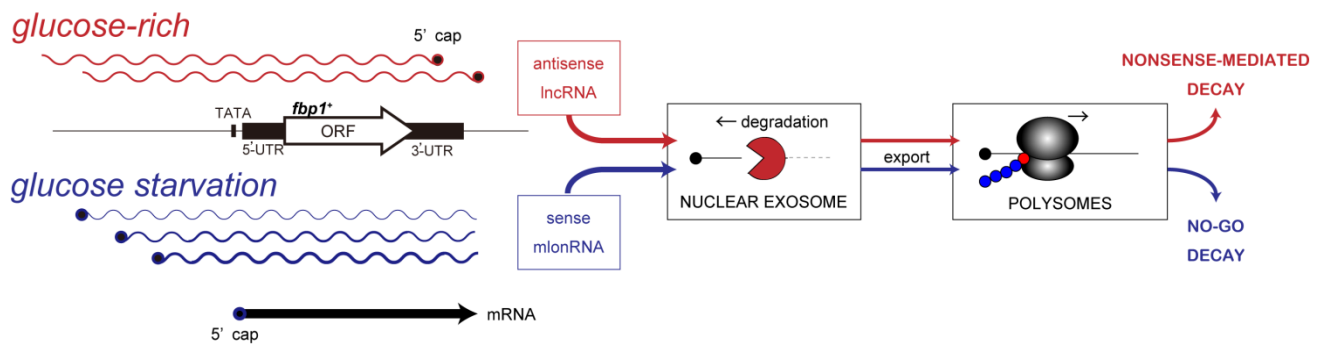 glucose-rich
5’ cap
TATA
fbp1+
ORF
5'-UTR
3'-UTR
glucose starvation
mRNA
5’ cap
antisense
lncRNA
sense
mlonRNA
← degradation
NUCLEAR EXOSOME
export
POLYSOMES
NONSENSE-MEDIATED
DECAY
NO-GO
DECAY